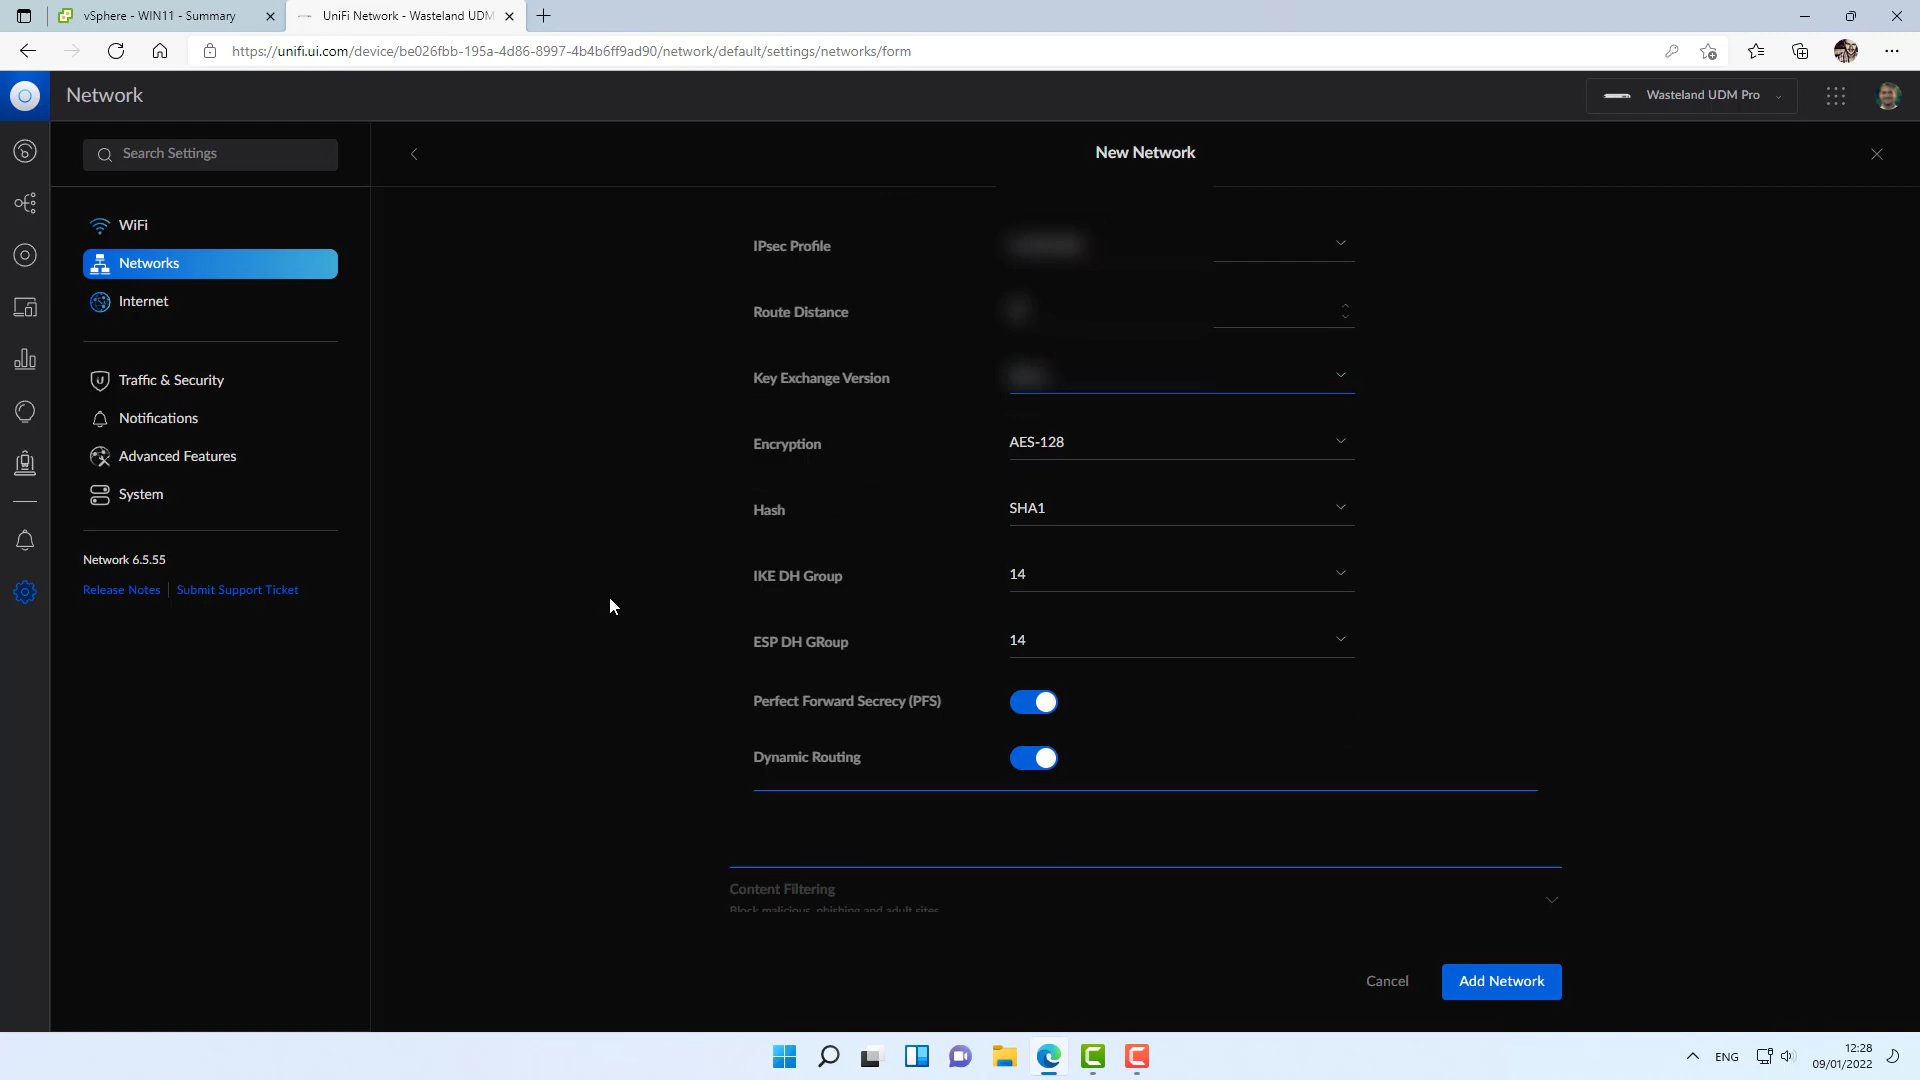 vSphere - WIN11 - Summary
UniFi Network - Wasteland UDM
https://unifi.ui.com/device/be026fbb-195a-4d86-8997-4b4b6ff9ad90/network/default/settings/networks/form
Network
Wasteland UDM Pro
Search Settings
New Network
WiFi
Networks
Internet
Traffic & Security
Notifications
Advanced Features
System
Network 6.5.55
Release Notes
Submit Support Ticket
IPsec Profile
Route Distance
Key Exchange Version
Encryption
AES-128
Hash
SHA1
IKE DH Group
14
ESP DH GRoup
14
Perfect Forward Secrecy (PFS)
Dynamic Routing
Content Filtering
Block malicious, phishing and adult sites
Cancel
Add Network
ENG
12:28
09/01/2022